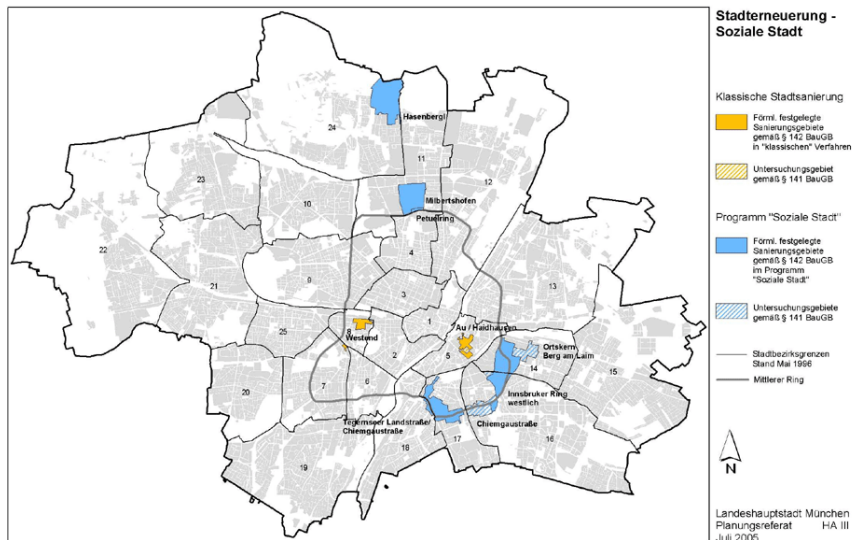 Stadterneuerung -
Soziale Stadt
Klassische Stadtsanierung
Förml. festgelegte
Sanierungsgebiete
gemäß § 142 BauGB
in "klassischen" Verfahren
Untersuchungsgebiet
gemäß § 141 BauGB
Programm "Soziale Stadt"
Förml. festgelegte
Sanierungsgebiete
gemäß § 142 BauGB
im Programm
"Soziale Stadt"
Untersuchungsgebiete
gemäß § 141 BauGB
Stadtbezirksgrenzen
Stand Mai 1996
Mittlerer Ring
N
Landeshauptstadt München
Planungsreferat HA III
Juli 2005
Hasenbergl
24
11
23
12
10
Milbertshofen
Petuelring
22
4
9
13
21
3
1
Au / Haidhausen
25
8
Westend
2
5
Ortskern
Berg am Laim
14
15
20
7
6
Innsbruker Ring
westlich
Tegernseer Landstraße/
Chiemgaustraße
Chiemgaustraße
19
18
17
16